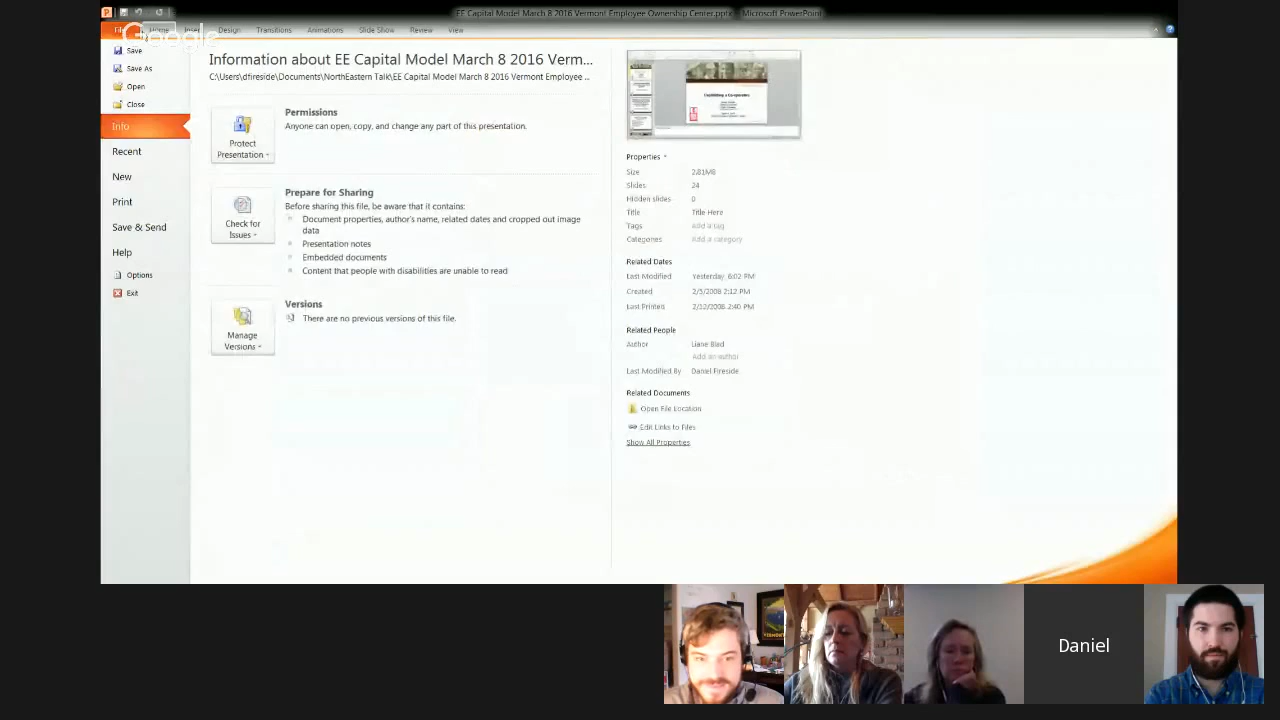 EE Capital Model March 8 2016 Vermont Employee Ownership Center.pptx - Microsoft PowerPoint
File Home Insert Design Transitions Animations Slide Show Review View
Google
Save
Save As
Open
Close
Info
Recent
New
Print
Save & Send
Help
Options
Exit
Information about EE Capital Model March 8 2016 Verm...
C:\Users\dfireside\Documents\NorthEastern Talk\EE Capital Model March 8 2016 Vermont Employee ...
Protect
Presentation
Permissions
Anyone can open, copy, and change any part of this presentation.
Check for
Issues
Prepare for Sharing
Before sharing this file, be aware that it contains:
Document properties, author's name, related dates and cropped out image
data
Presentation notes
Embedded documents
Content that people with disabilities are unable to read
Manage
Versions
Versions
There are no previous versions of this file.
Properties
Size 2.81MB
Slides 24
Hidden slides 0
Title Title Here
Tags Add a tag
Categories Add a category
Related Dates
Last Modified Yesterday, 6:02 PM
Created 2/5/2008 2:12 PM
Last Printed 2/12/2008 2:40 PM
Related People
Author Liane Blad
Add an author
Last Modified By Daniel Fireside
Related Documents
Open File Location
Edit Links to Files
Show All Properties
Daniel